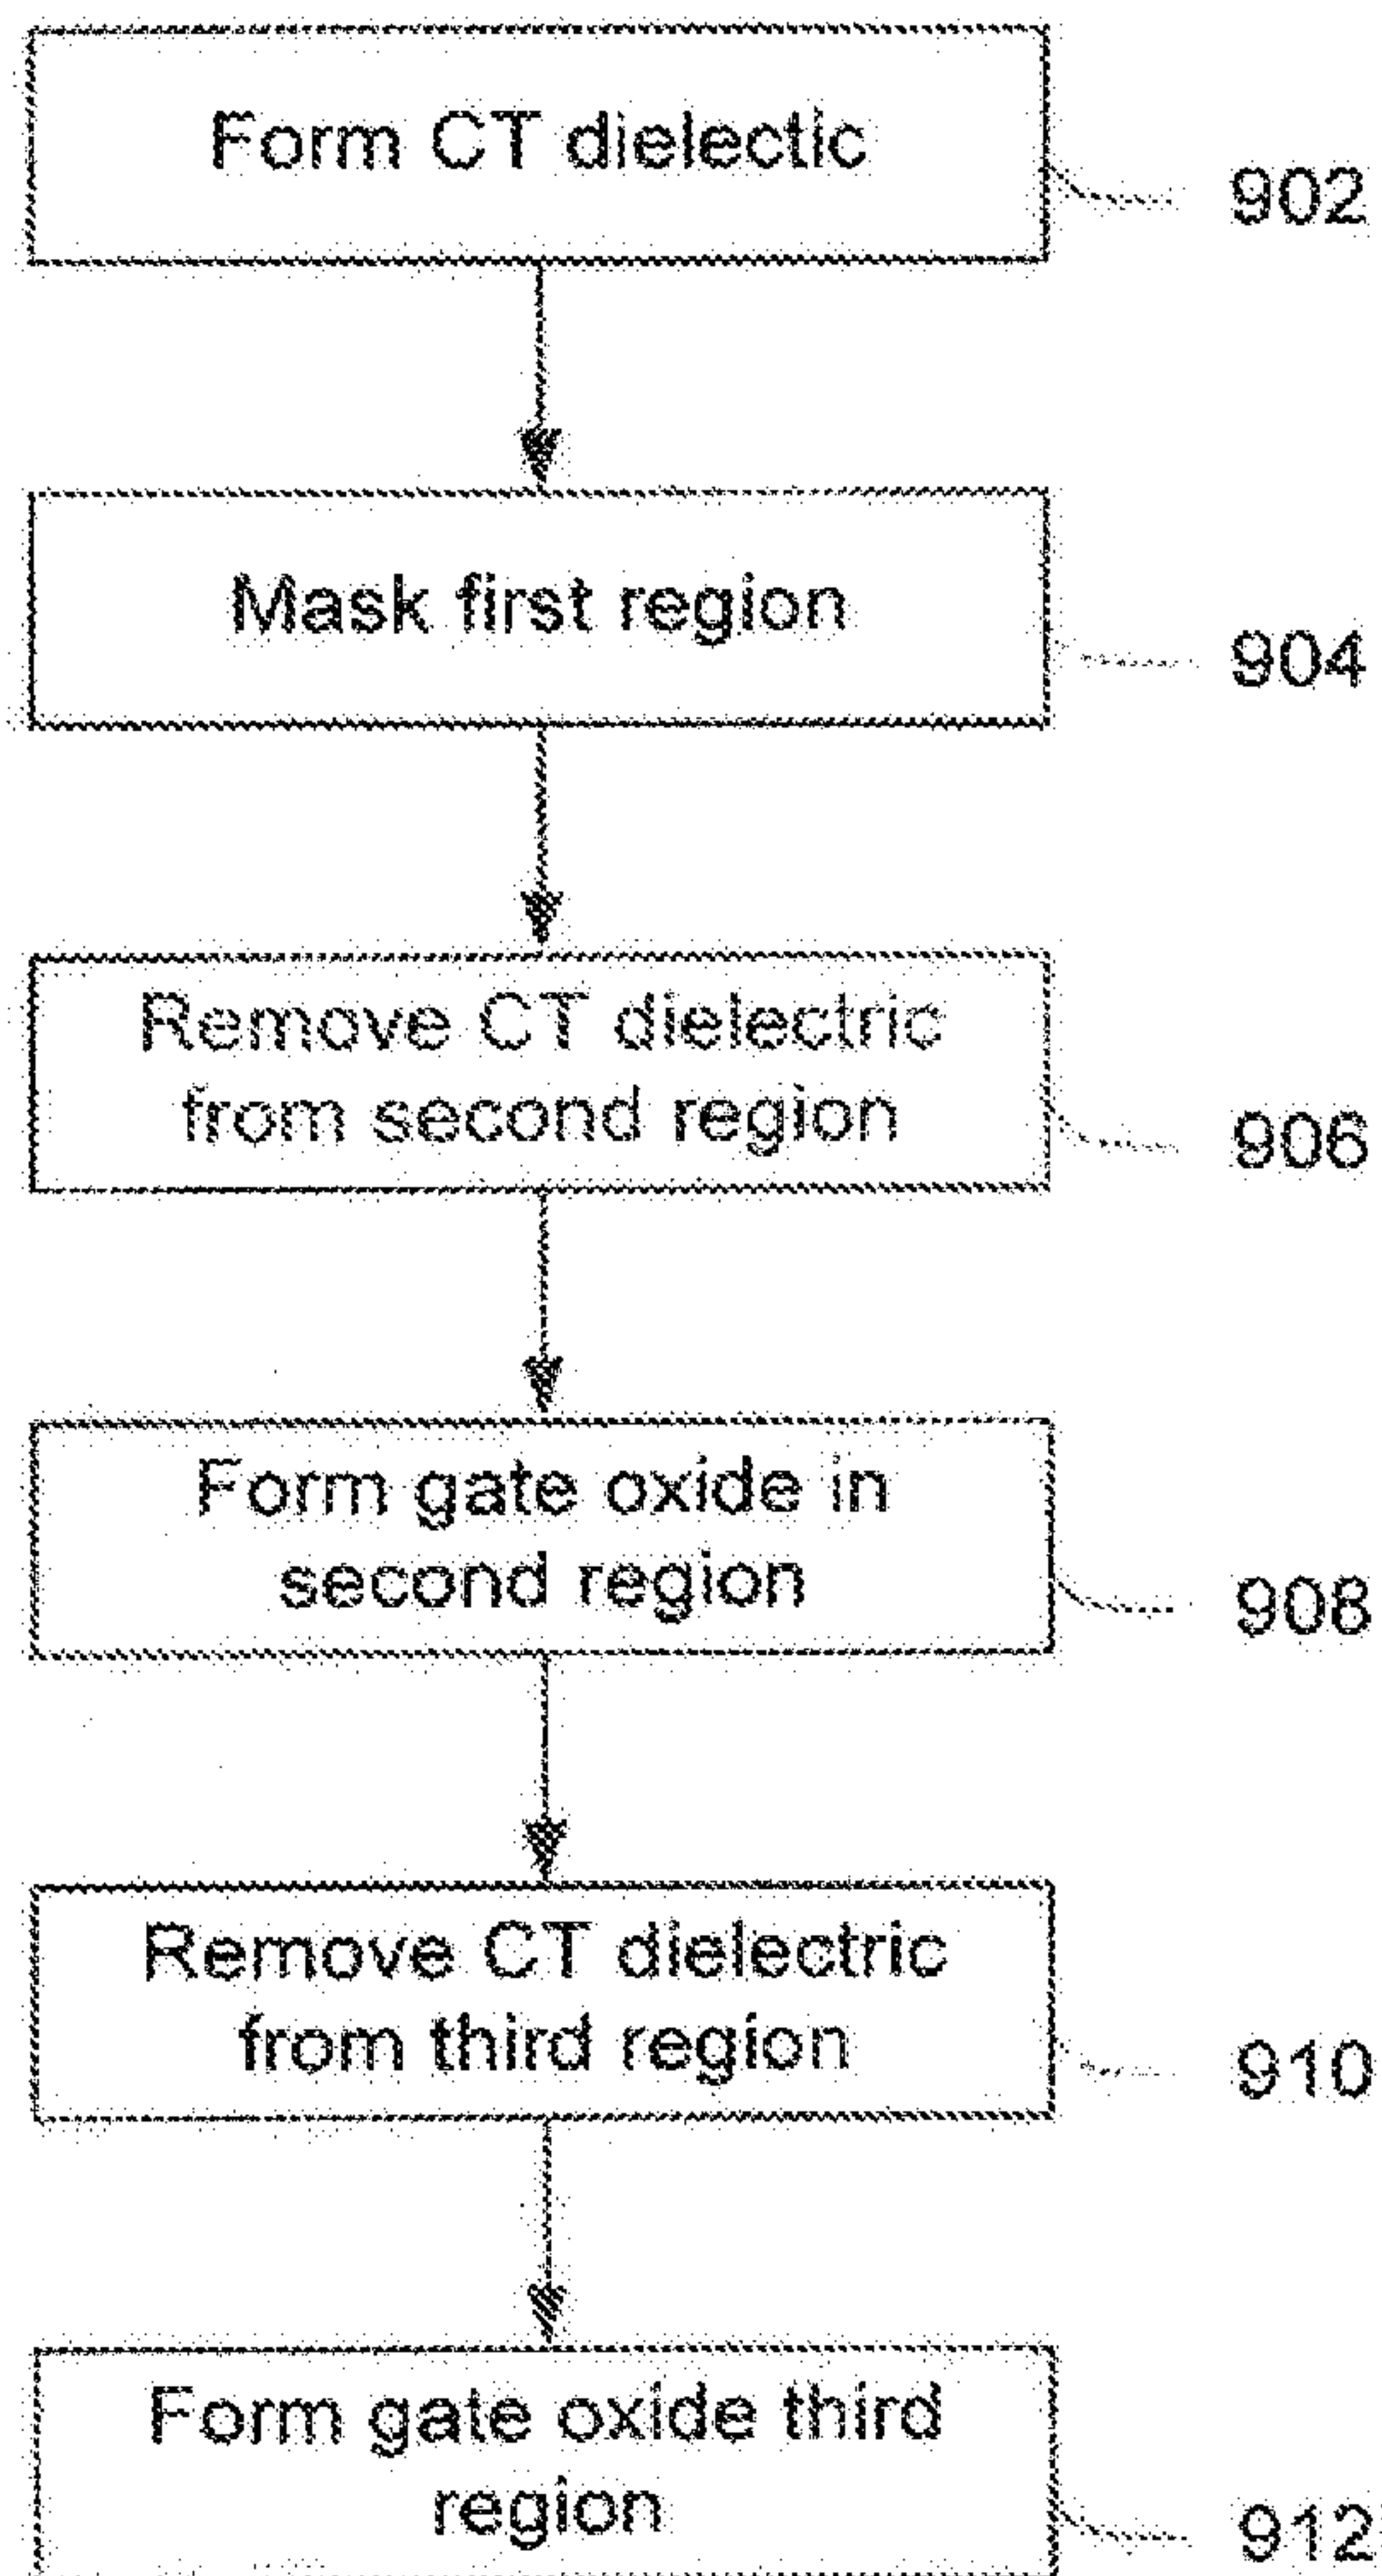 Form CT dielectic
902
Mask first region
904
Remove CT dielectric
from second region
906
Form gate oxide in
second region
908
Remove CT dielectric
from third region
910
Form gate oxide third
region
912